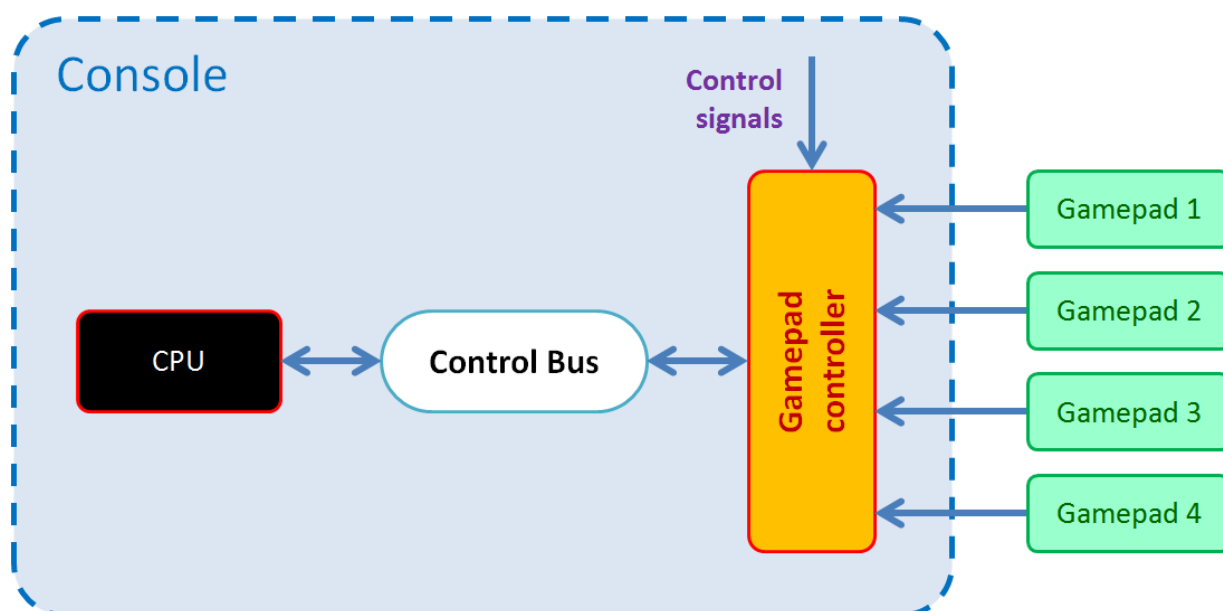 Console
Control
signals
Gamepad 1
Gamepad 2
CPU
Control Bus
Gamepad
controller
Gamepad 3
Gamepad 4